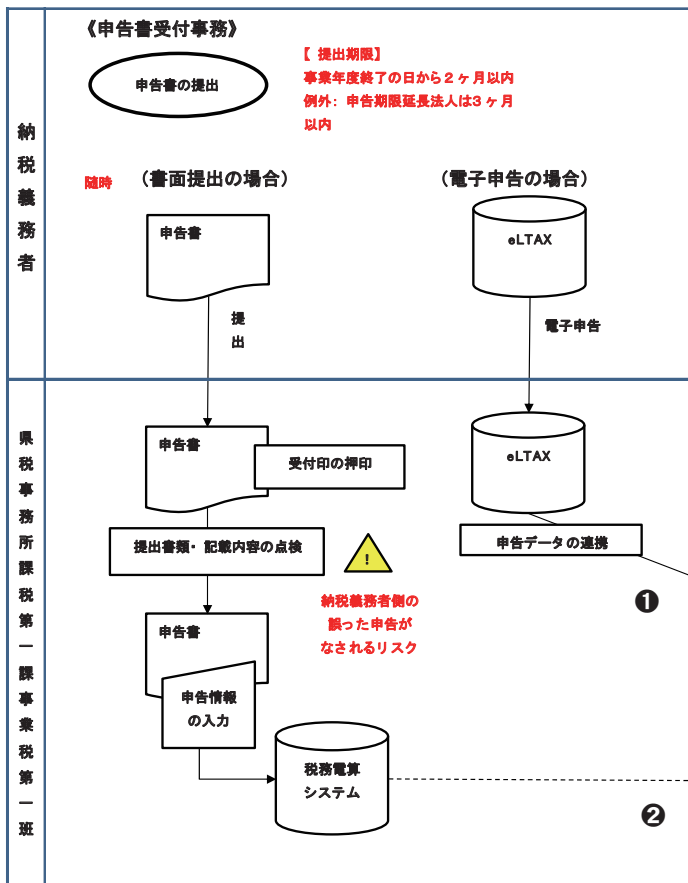 《申告書受付事務》
申告書の提出
【 提出期限】
事業年度終了の日から2ヶ月以内
例外: 申告期限延長法人は3ヶ月
以内
納税義務者
随時
(書面提出の場合)
(電子申告の場合)
申告書
eLTAX
提出
電子申告
県税事務所課税第一課事業税第一班
申告書
受付印の押印
eLTAX
提出書類・記載内容の点検
!
申告データの連携
納税義務者側の
誤った申告が
なされるリスク
❶
申告書
申告情報
の入力
税務電算
システム
❷